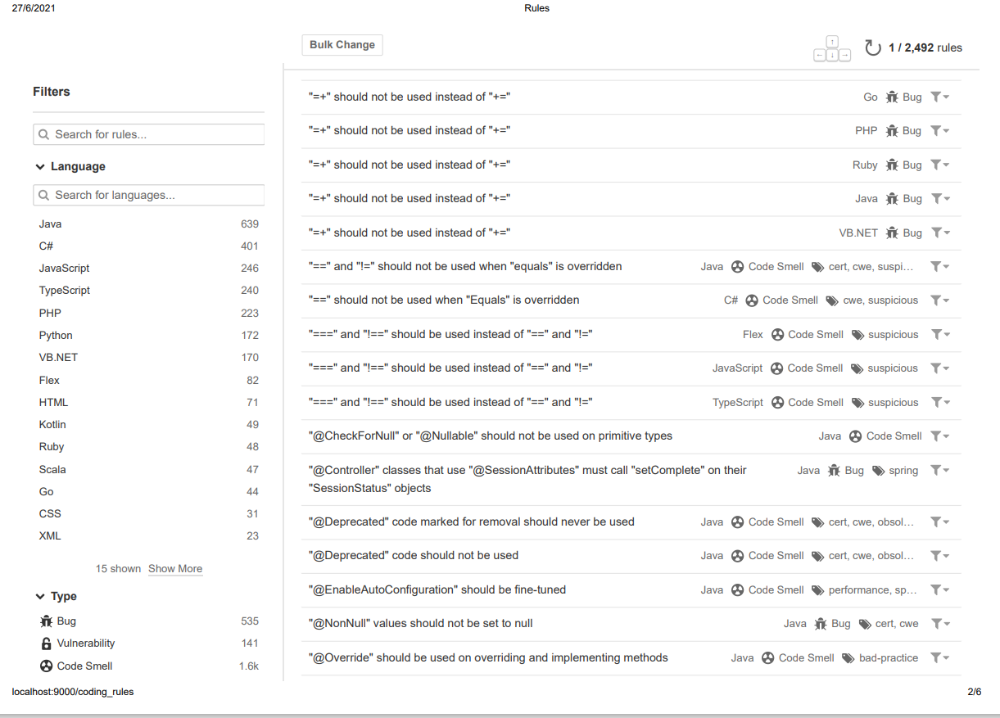 27/6/2021
Rules
Bulk Change
↑
← ↓ →
1 / 2,492 rules
Filters
Search for rules...
Language
Search for languages...
Java 639
C# 401
JavaScript 246
TypeScript 240
PHP 223
Python 172
VB.NET 170
Flex 82
HTML 71
Kotlin 49
Ruby 48
Scala 47
Go 44
CSS 31
XML 23
15 shown Show More
Type
Bug 535
Vulnerability 141
Code Smell 1.6k
"=+" should not be used instead of "+=" Go Bug
"=+" should not be used instead of "+=" PHP Bug
"=+" should not be used instead of "+=" Ruby Bug
"=+" should not be used instead of "+=" Java Bug
"=+" should not be used instead of "+=" VB.NET Bug
"==" and "!=" should not be used when "equals" is overridden Java Code Smell cert, cwe, suspi...
"==" should not be used when "Equals" is overridden C# Code Smell cwe, suspicious
"===" and "!==" should be used instead of "==" and "!=" Flex Code Smell suspicious
"===" and "!==" should be used instead of "==" and "!=" JavaScript Code Smell suspicious
"===" and "!==" should be used instead of "==" and "!=" TypeScript Code Smell suspicious
"@CheckForNull" or "@Nullable" should not be used on primitive types Java Code Smell
"@Controller" classes that use "@SessionAttributes" must call "setComplete" on their Java Bug spring
"SessionStatus" objects
"@Deprecated" code marked for removal should never be used Java Code Smell cert, cwe, obsol...
"@Deprecated" code should not be used Java Code Smell cert, cwe, obsol...
"@EnableAutoConfiguration" should be fine-tuned Java Code Smell performance, sp...
"@NonNull" values should not be set to null Java Bug cert, cwe
"@Override" should be used on overriding and implementing methods Java Code Smell bad-practice
localhost:9000/coding_rules
2/6